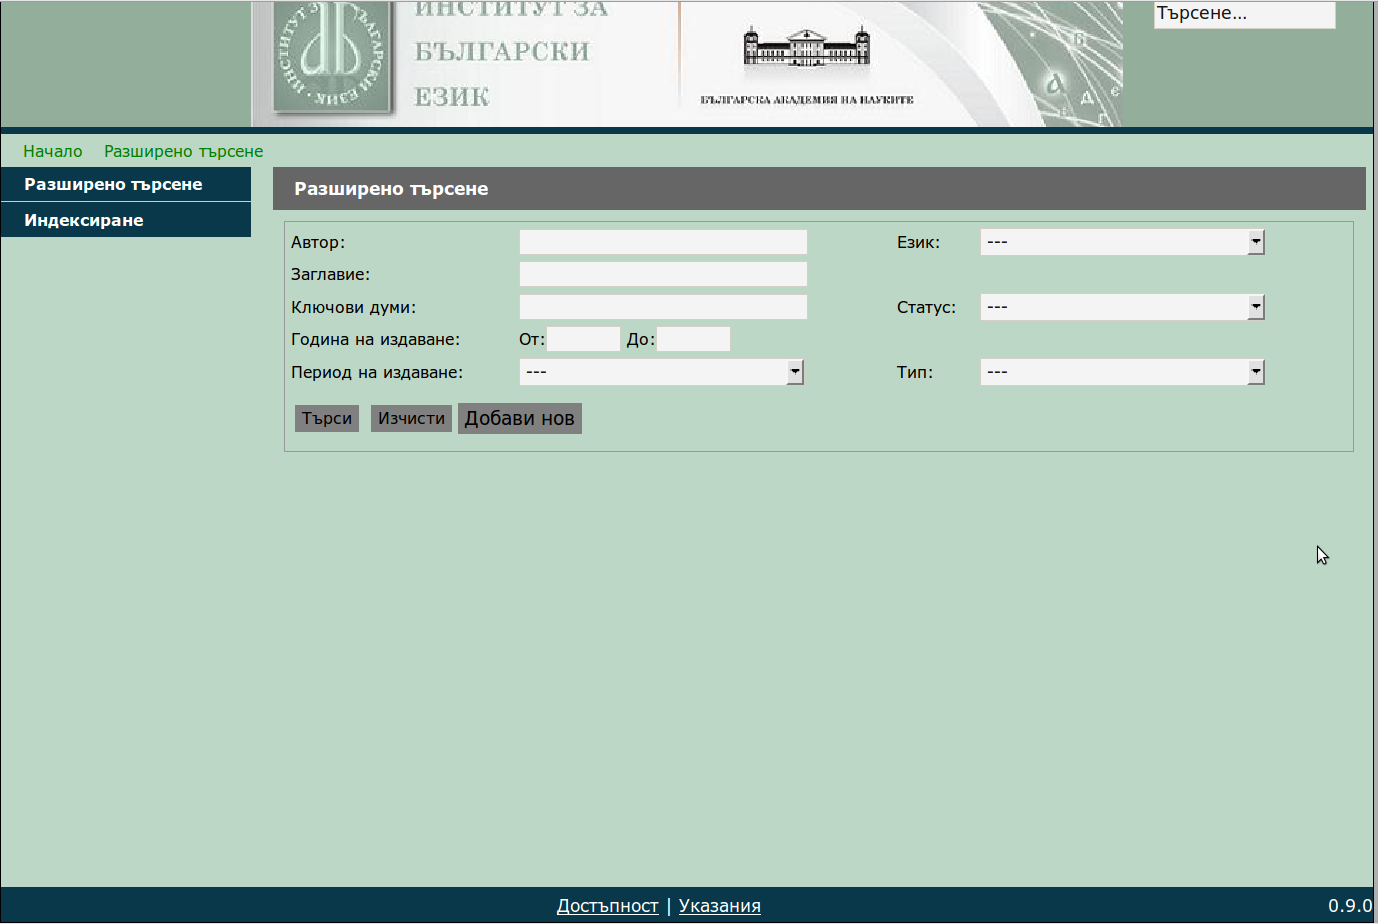 ИНСТИТУТ ЗА
БЪЛГАРСКИ
ЕЗИК
ИНСТИТУТ ЗА БЪЛГАРСКИ ЕЗИК
БЪЛГАРСКА АКАДЕМИЯ НА НАУКИТЕ
Търсене...
Начало Разширено търсене
Разширено търсене
Индексиране
Разширено търсене
Автор: Език: ---
Заглавие:
Ключови думи: Статус: ---
Година на издаване: От: До:
Период на издаване: --- Тип: ---
Търси Изчисти Добави нов
Достъпност | Указания 0.9.0